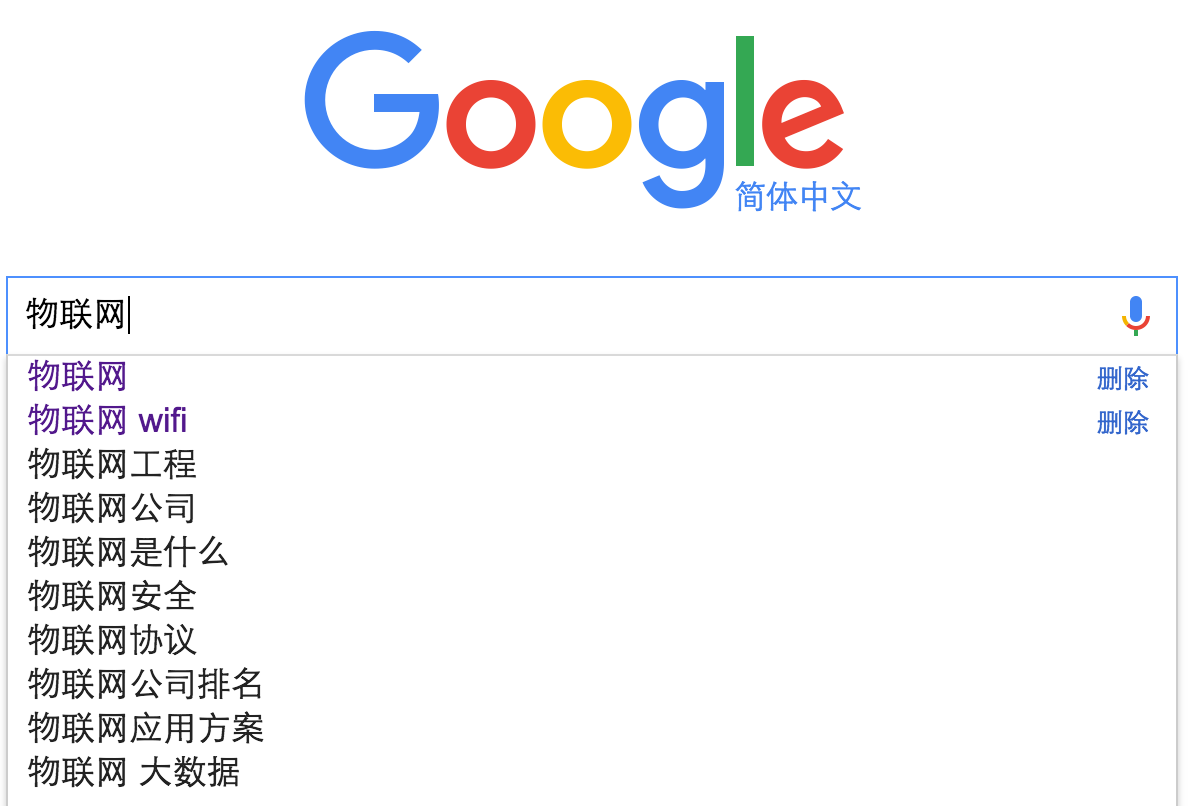 Google
简体中文
物联网
物联网 删除
物联网 wifi 删除
物联网工程
物联网公司
物联网是什么
物联网安全
物联网协议
物联网公司排名
物联网应用方案
物联网 大数据